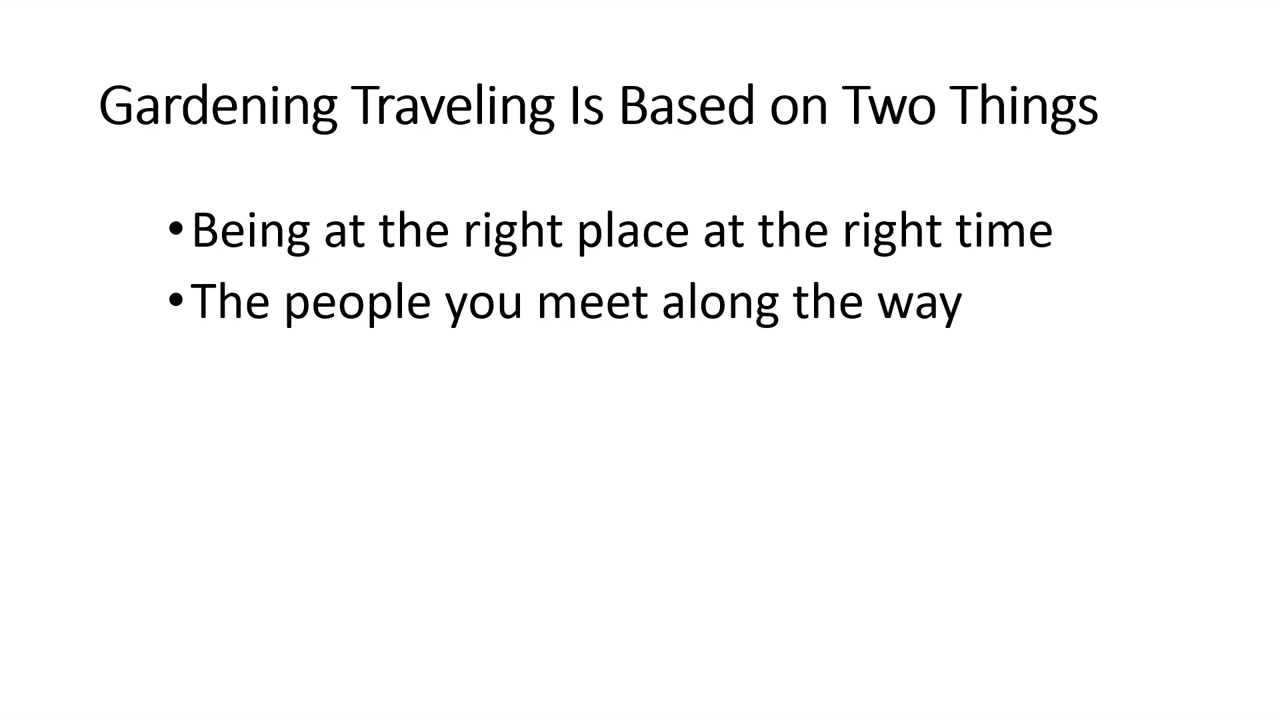 Gardening Traveling Is Based on Two Things
•Being at the right place at the right time
•The people you meet along the way